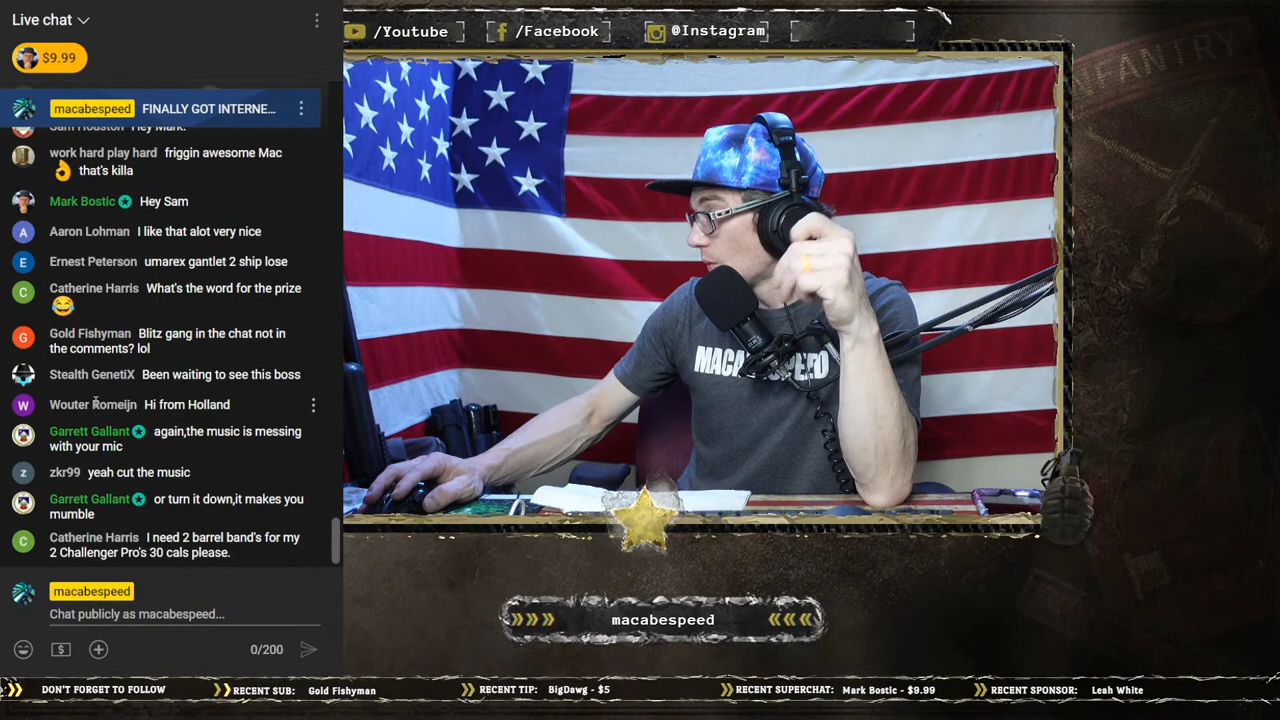 Live chat
$9.99
macabespeed FINALLY GOT INTERNE...
Sam Houston Hey Mark.
work hard play hard friggin awesome Mac
👌 that's killa
Mark Bostic Hey Sam
A Aaron Lohman I like that alot very nice
E Ernest Peterson umarex gantlet 2 ship lose
C Catherine Harris What's the word for the prize
😂
G Gold Fishyman Blitz gang in the chat not in
the comments? lol
Stealth GenetiX Been waiting to see this boss
W Wouter Romeijn Hi from Holland
Garrett Gallant again,the music is messing
with your mic
z zkr99 yeah cut the music
Garrett Gallant or turn it down,it makes you
mumble
C Catherine Harris I need 2 barrel band's for my
2 Challenger Pro's 30 cals please.
macabespeed
Chat publicly as macabespeed...
0/200
/Youtube
f /Facebook
@Instagram
INFANTRY
macabespeed
DON'T FORGET TO FOLLOW
RECENT SUB: Gold Fishyman
RECENT TIP: BigDawg - $5
RECENT SUPERCHAT: Mark Bostic - $9.99
RECENT SPONSOR: Leah White